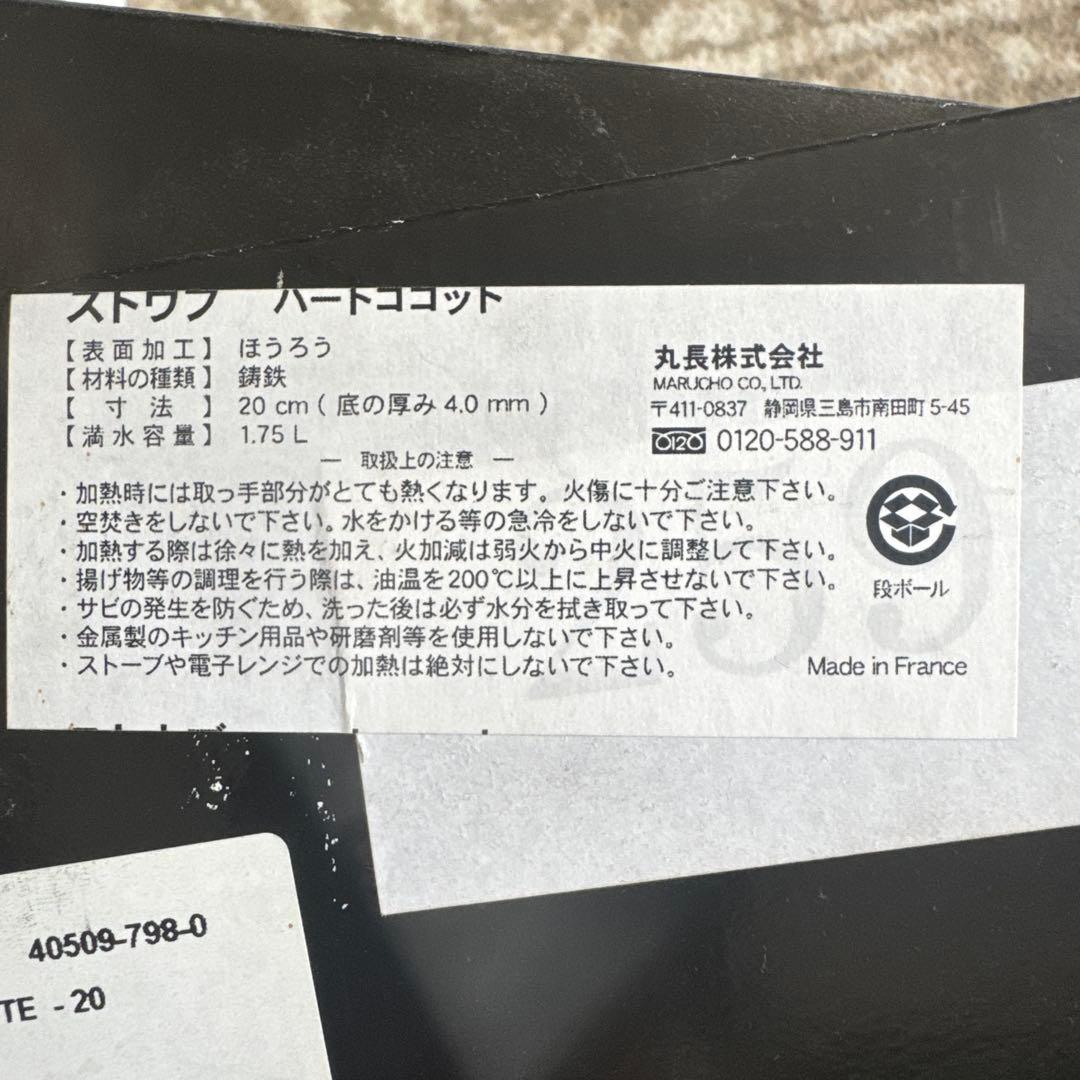 ストウブ ハートココット
【表面加工】 ほうろう
【材料の種類】 鋳鉄
【寸法】 20 cm ( 底の厚み 4.0 mm )
【満水容量】 1.75 L
― 取扱上の注意 ―
・加熱時には取っ手部分がとても熱くなります。火傷に十分ご注意下さい。
・空焚きをしないで下さい。水をかける等の急冷をしないで下さい。
・加熱する際は徐々に熱を加え、火加減は弱火から中火に調整して下さい。
・揚げ物等の調理を行う際は、油温を200℃以上に上昇させないで下さい。
・サビの発生を防ぐため、洗った後は必ず水分を拭き取って下さい。
・金属製のキッチン用品や研磨剤等を使用しないで下さい。
・ストーブや電子レンジでの加熱は絶対にしないで下さい。
丸長株式会社
MARUCHO CO., LTD.
〒411-0837 静岡県三島市南田町 5-45
0120 0120-588-911
段ボール
Made in France
40509-798-0
TE - 20